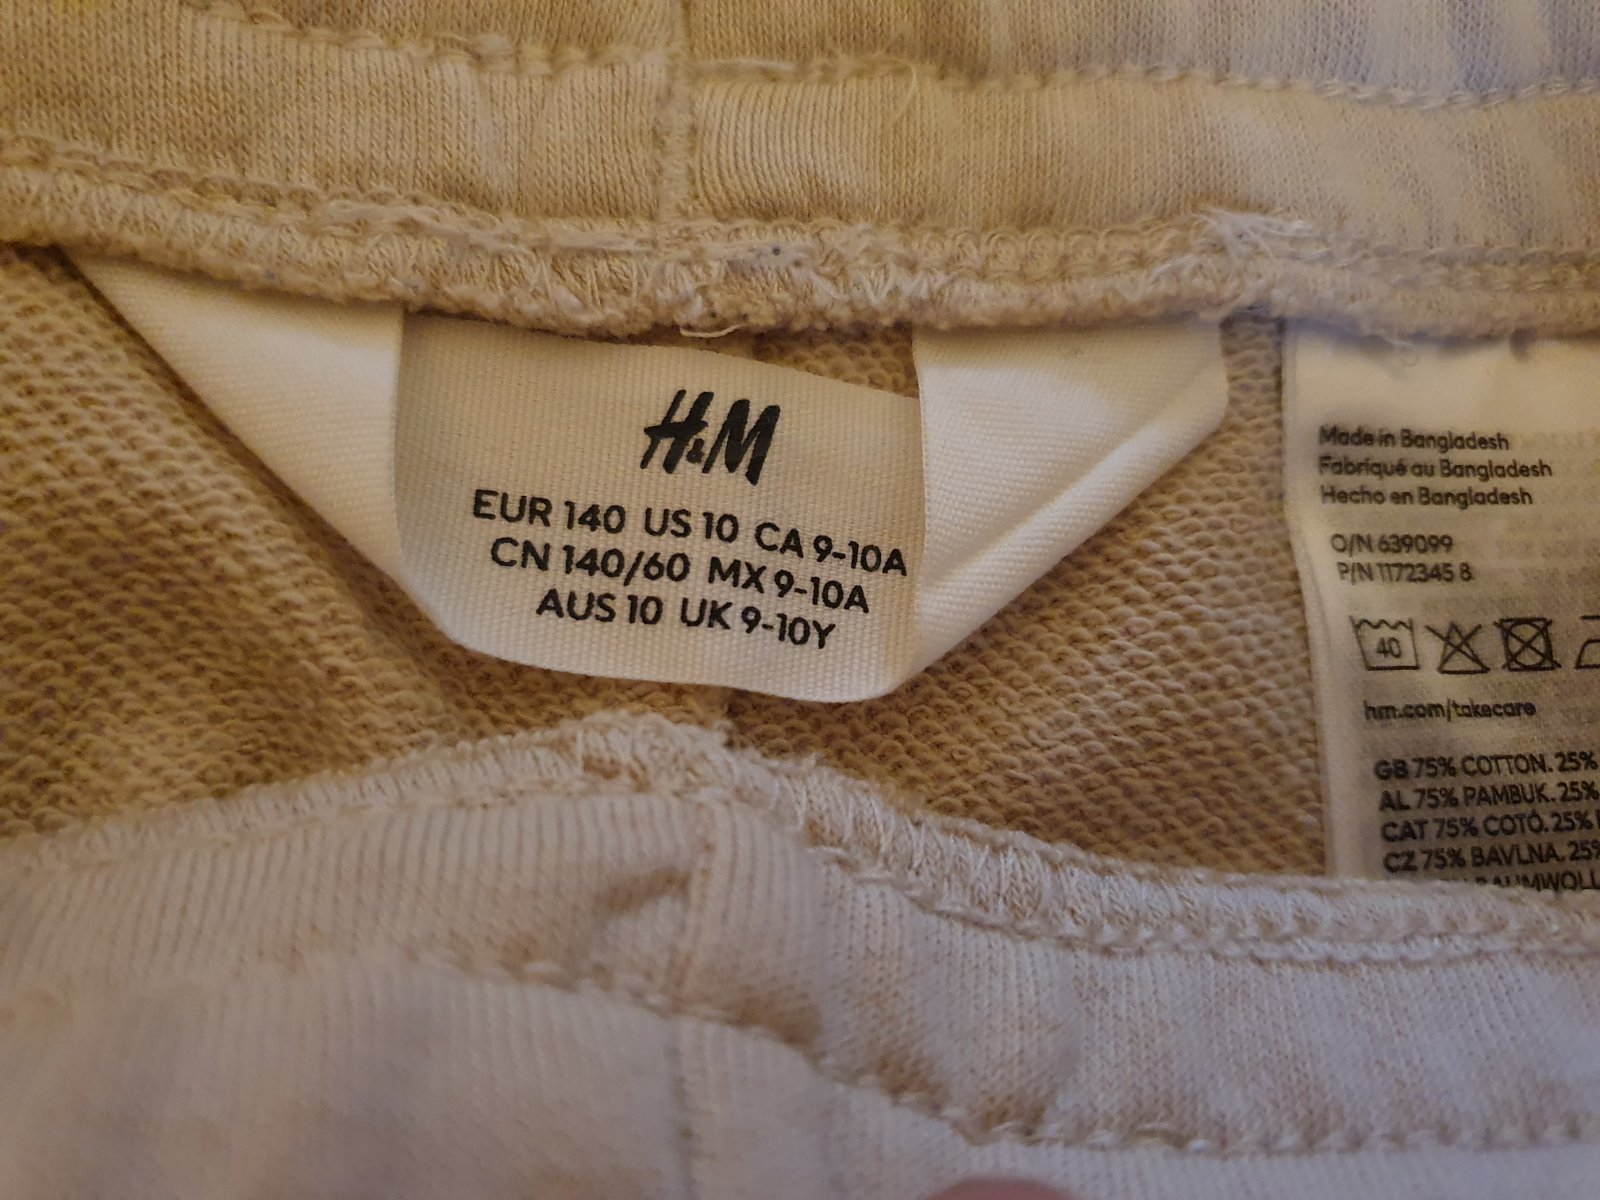 H&M
EUR 140 US 10 CA 9-10A
CN 140/60 MX 9-10A
AUS 10 UK 9-10Y
Made in Bangladesh
Fabriqué au Bangladesh
Hecho en Bangladesh
O/N 639099
P/N 1172345 8
40
hm.com/takecare
GB 75% COTTON. 25%
AL 75% PAMBUK. 25%
CAT 75% COTÓ. 25%
CZ 75% BAVLNA. 25%